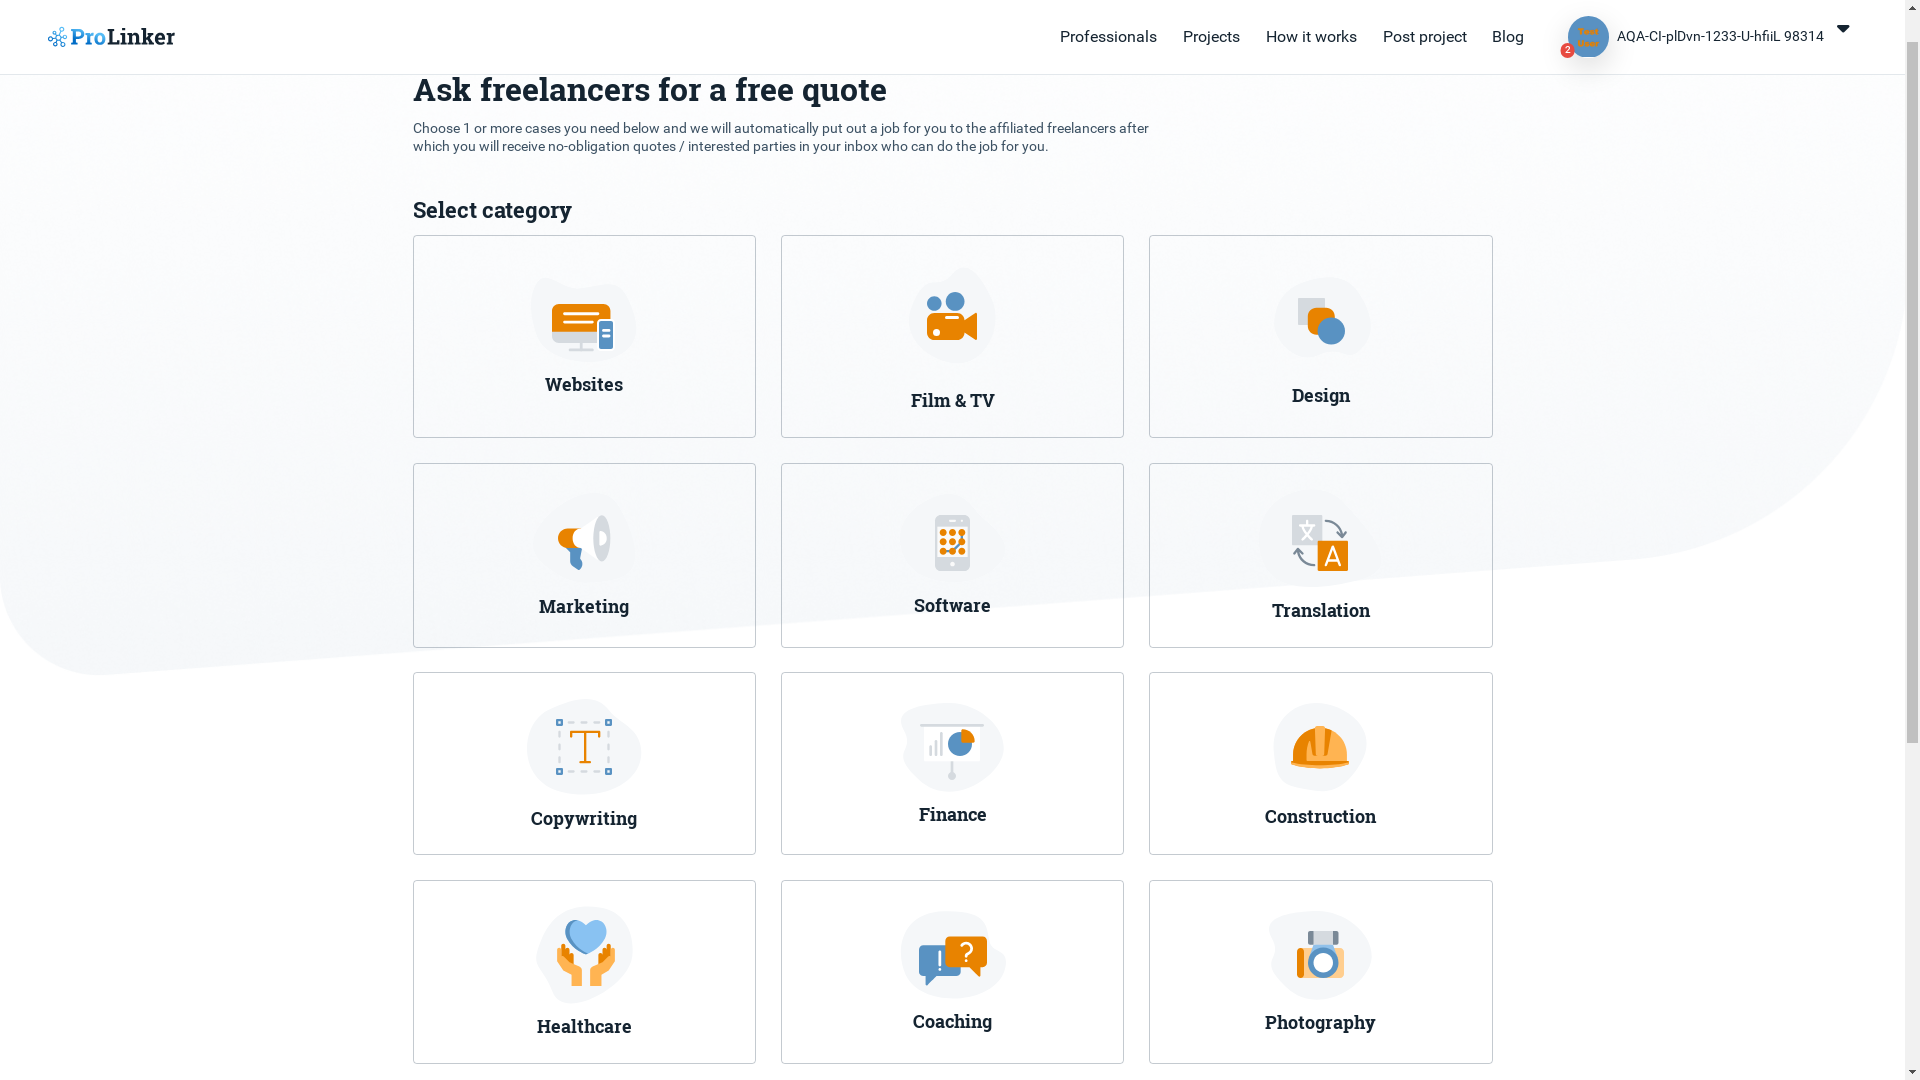 ProLinker
Professionals
Projects
How it works
Post project
Blog
2
Test
User
AQA-CI-plDvn-1233-U-hfiiL 98314
Ask freelancers for a free quote
Choose 1 or more cases you need below and we will automatically put out a job for you to the affiliated freelancers after
which you will receive no-obligation quotes / interested parties in your inbox who can do the job for you.
Select category
Websites
Film & TV
Design
Marketing
Software
Translation
Copywriting
Finance
Construction
Healthcare
Coaching
Photography